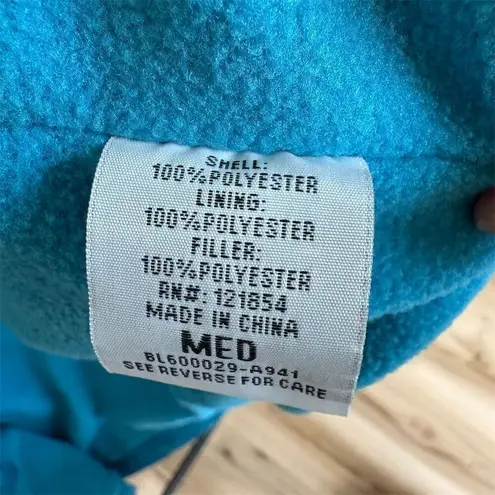 SHELL:
100%POLYESTER
LINING:
100%POLYESTER
FILLER:
100%POLYESTER
RN#: 121854
MADE IN CHINA
MED
BL600029-A941
SEE REVERSE FOR CARE